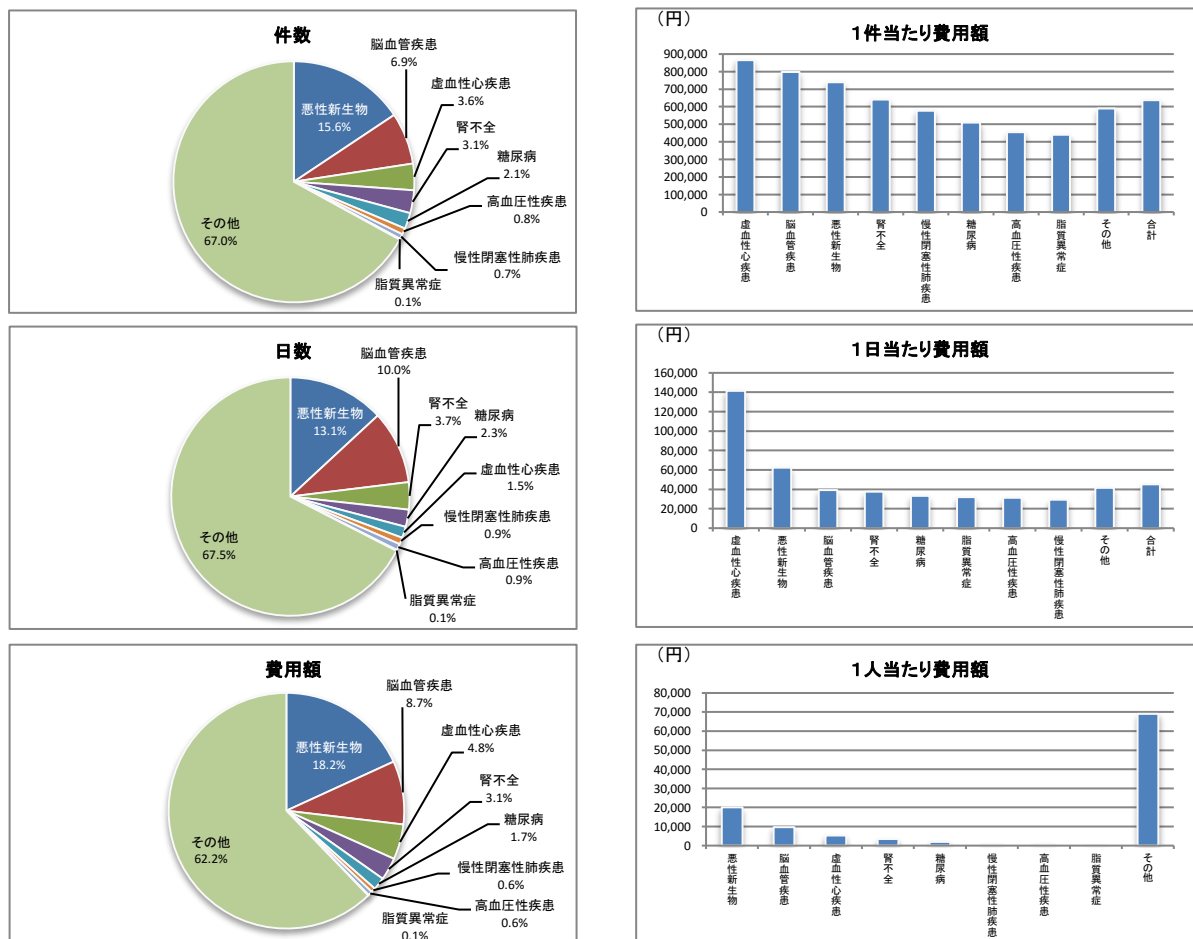 件数
脳血管疾患
6.9%
虚血性心疾患
3.6%
腎不全
3.1%
糖尿病
2.1%
高血圧性疾患
0.8%
慢性閉塞性肺疾患
0.7%
脂質異常症
0.1%
悪性新生物
15.6%
その他
67.0%
(円)
1件当たり費用額
900,000
800,000
700,000
600,000
500,000
400,000
300,000
200,000
100,000
0
虚血性心疾患
脳血管疾患
悪性新生物
腎不全
慢性閉塞性肺疾患
糖尿病
高血圧性疾患
脂質異常症
その他
合計
日数
脳血管疾患
10.0%
腎不全
3.7%
糖尿病
2.3%
虚血性心疾患
1.5%
慢性閉塞性肺疾患
0.9%
高血圧性疾患
0.9%
脂質異常症
0.1%
悪性新生物
13.1%
その他
67.5%
(円)
1日当たり費用額
160,000
140,000
120,000
100,000
80,000
60,000
40,000
20,000
0
虚血性心疾患
悪性新生物
脳血管疾患
腎不全
糖尿病
脂質異常症
高血圧性疾患
慢性閉塞性肺疾患
その他
合計
費用額
脳血管疾患
8.7%
虚血性心疾患
4.8%
腎不全
3.1%
糖尿病
1.7%
慢性閉塞性肺疾患
0.6%
高血圧性疾患
0.6%
脂質異常症
0.1%
悪性新生物
18.2%
その他
62.2%
(円)
1人当たり費用額
80,000
70,000
60,000
50,000
40,000
30,000
20,000
10,000
0
悪性新生物
脳血管疾患
虚血性心疾患
腎不全
糖尿病
慢性閉塞性肺疾患
高血圧性疾患
脂質異常症
その他